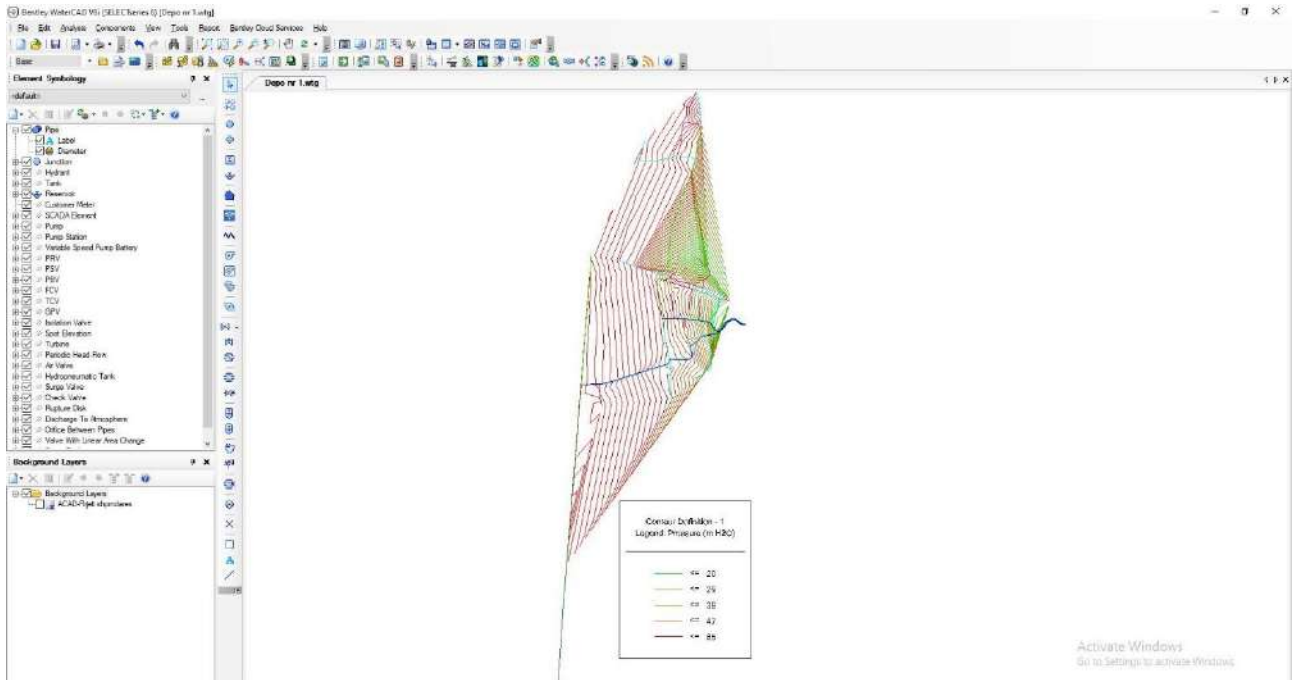 Bentley WaterCAD V8i (SELECTseries 6) [Depo nr 1.wtg]
File Edit Analysis Components View Tools Report Bentley Cloud Services Help
Base
Element Symbology
<default>
Depo nr 1.wtg
Pipe
Label
Diameter
Junction
Hydrant
Tank
Reservoir
Customer Meter
SCADA Element
Pump
Pump Station
Variable Speed Pump Battery
PRV
PSV
PBV
FCV
TCV
GPV
Isolation Valve
Spot Elevation
Turbine
Periodic Head-Flow
Air Valve
Hydropneumatic Tank
Surge Valve
Check Valve
Rupture Disk
Discharge To Atmosphere
Orifice Between Pipes
Valve With Linear Area Change
Background Layers
Background Layers
Contour Definition - 1
Legend: Pressure (m H2O)
<= 20
<= 29
<= 38
<= 47
Activate Windows
Go to Settings to activate Windows.